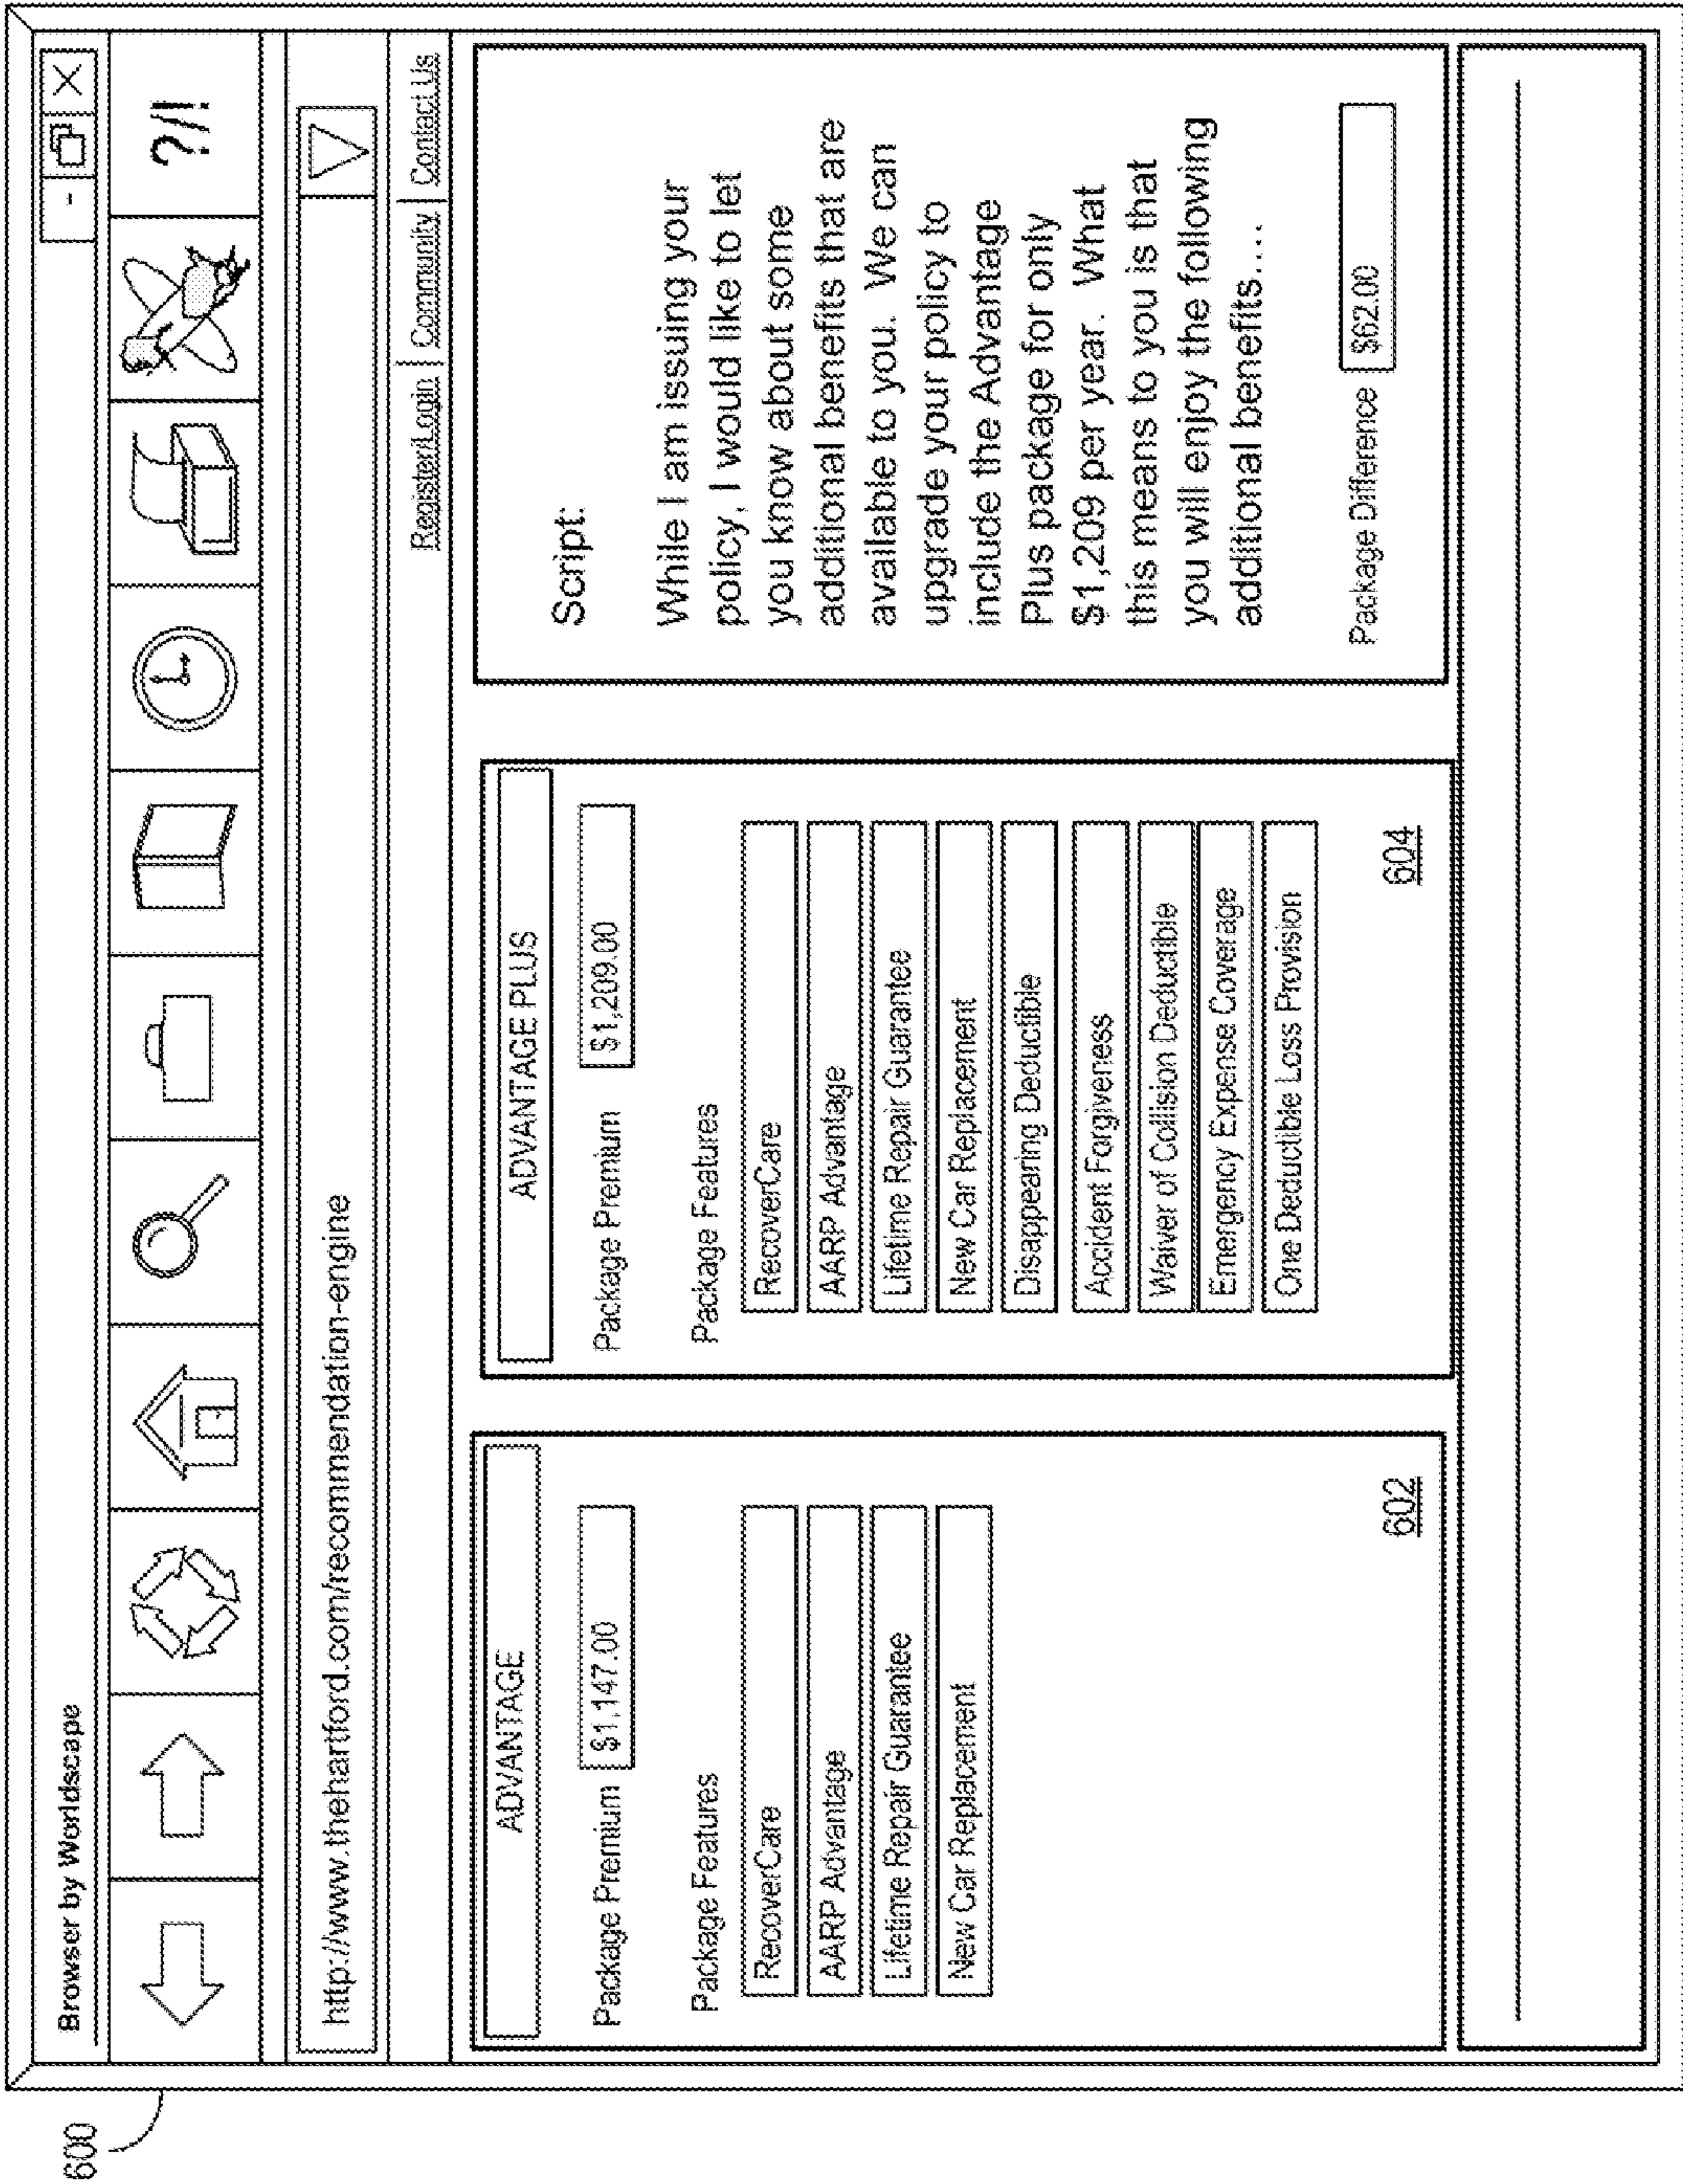 600
Browser by Worldscape
-
X
?/!
http://www.thehartford.com/recommendation-engine
Register/Login | Community | Contact Us
ADVANTAGE
Package Premium $1,147.00
Package Features
RecoverCare
AARP Advantage
Lifetime Repair Guarantee
New Car Replacement
602
ADVANTAGE PLUS
Package Premium $1,209.00
Package Features
RecoverCare
AARP Advantage
Lifetime Repair Guarantee
New Car Replacement
Disappearing Deductible
Accident Forgiveness
Waiver of Collision Deductible
Emergency Expense Coverage
One Deductible Loss Provision
604
Script:
While I am issuing your
policy, I would like to let
you know about some
additional benefits that are
available to you. We can
upgrade your policy to
include the Advantage
Plus package for only
$1,209 per year. What
this means to you is that
you will enjoy the following
additional benefits....
Package Difference $62.00